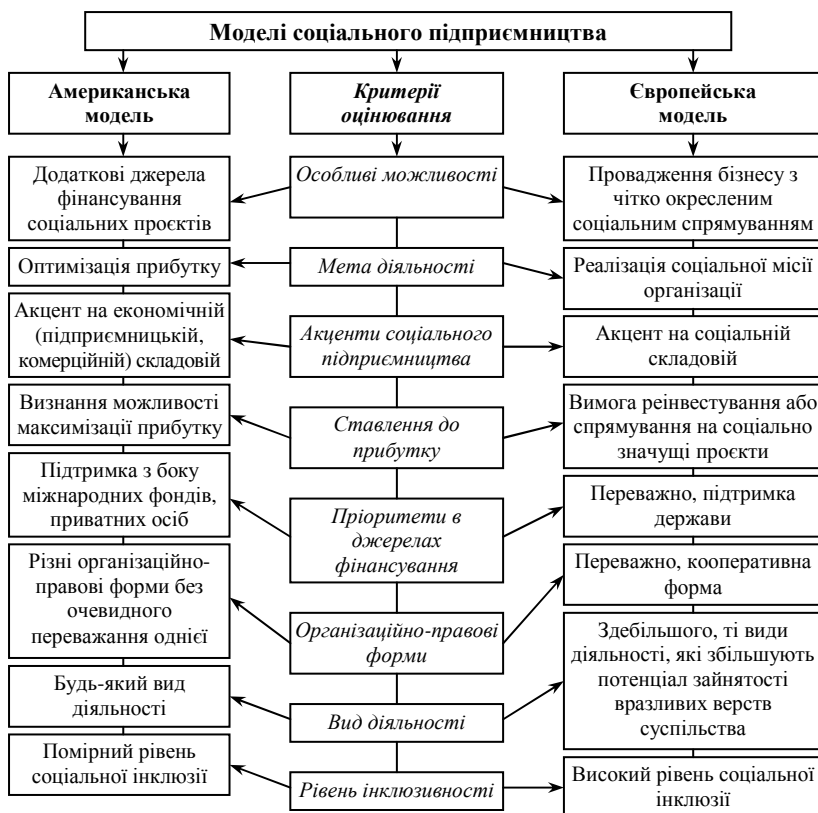 Моделі соціального підприємництва
Американська
модель
Критерії
оцінювання
Європейська
модель
Додаткові джерела
фінансування
соціальних проєктів
Особливі можливості
Провадження бізнесу з
чітко окресленим
соціальним спрямуванням
Оптимізація прибутку
Мета діяльності
Реалізація соціальної місії
організації
Акцент на економічній
(підприємницькій,
комерційній) складовій
Акценти соціального
підприємництва
Акцент на соціальній
складовій
Визнання можливості
максимізації прибутку
Ставлення до
прибутку
Вимога реінвестування або
спрямування на соціально
значущі проєкти
Підтримка з боку
міжнародних фондів,
приватних осіб
Пріоритети в
джерелах
фінансування
Переважно, підтримка
держави
Різні організаційно-
правові форми без
очевидного
переважання однієї
Організаційно-правові
форми
Переважно, кооперативна
форма
Будь-який вид
діяльності
Вид діяльності
Здебільшого, ті види
діяльності, які збільшують
потенціал зайнятості
вразливих верств
суспільства
Помірний рівень
соціальної інклюзії
Рівень інклюзивності
Високий рівень соціальної
інклюзії